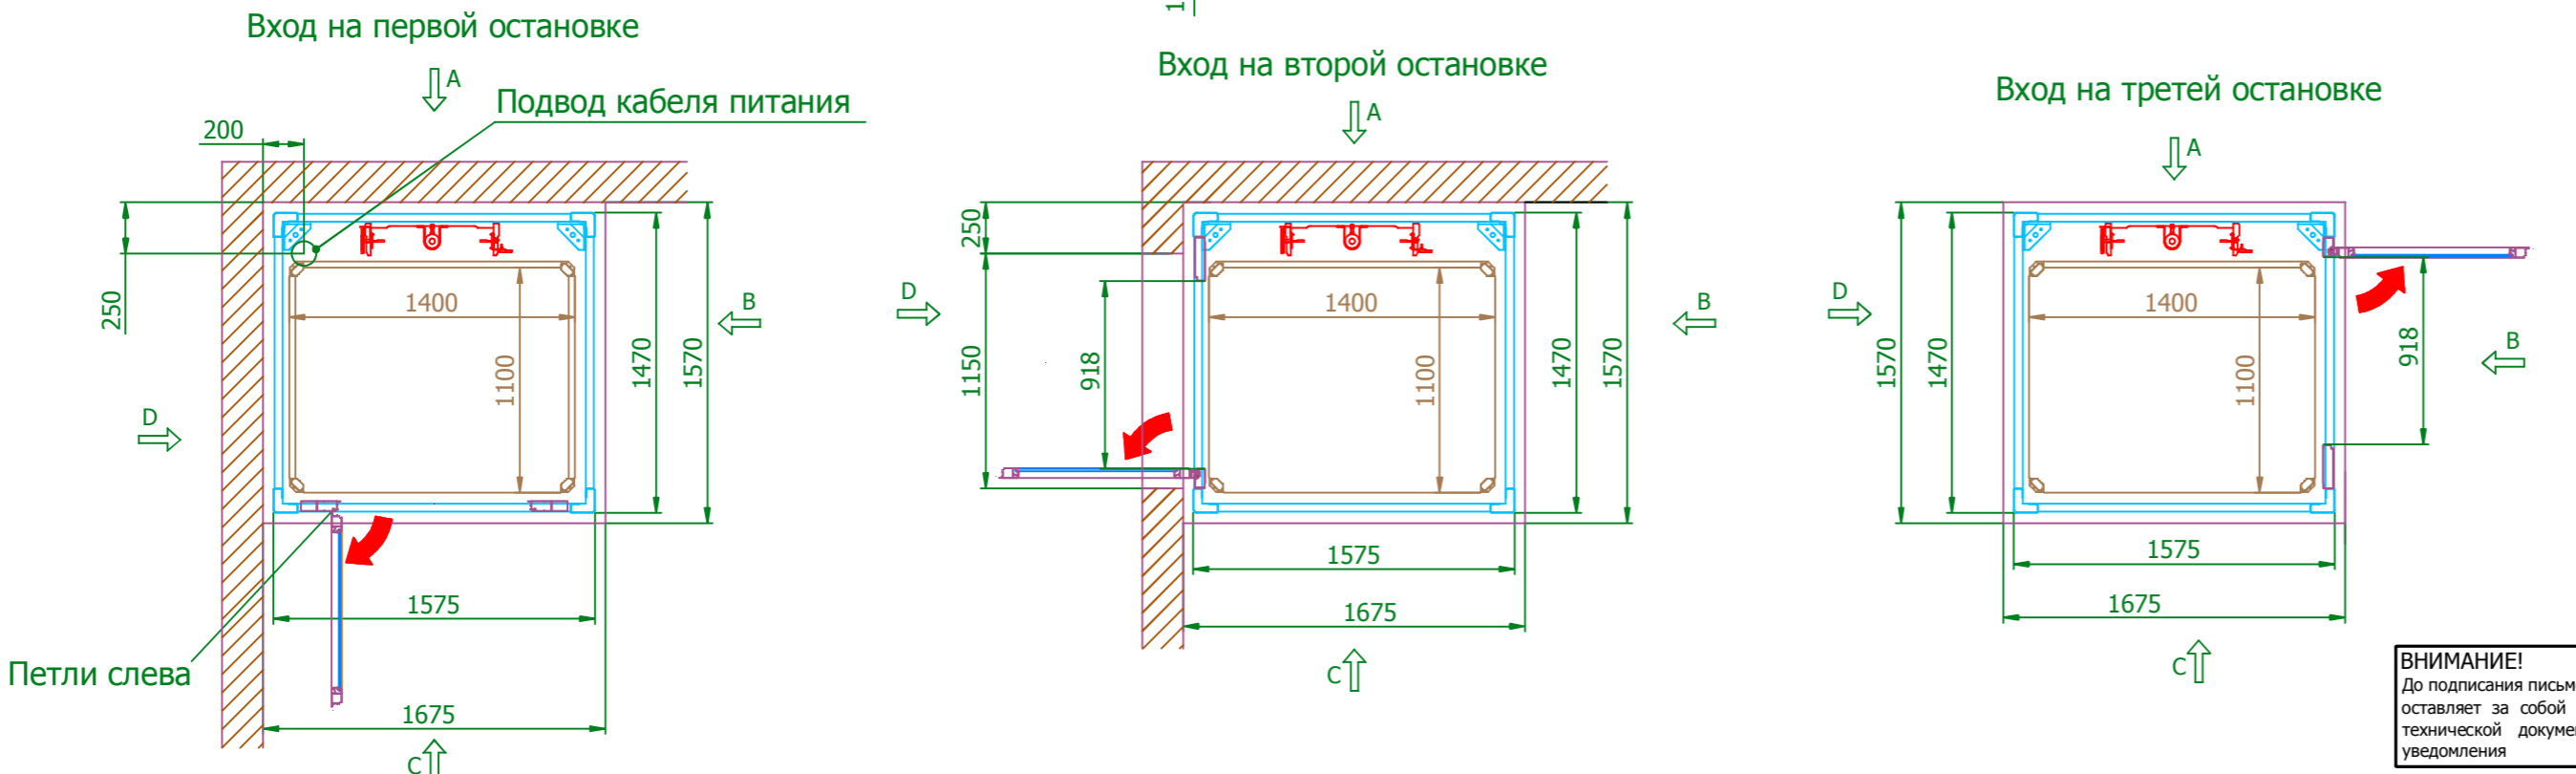 Вход на первой остановке
A
Подвод кабеля питания
200
250
1400
1100
1470
1570
B
D
1575
Петли слева
1675
C
1
Вход на второй остановке
A
250
D
1150
918
1400
1100
1470
1570
B
1575
1675
C
Вход на третей остановке
A
D
1570
1470
1400
1100
918
B
1575
1675
C
ВНИМАНИЕ!
До подписания письм
оставляет за собой
технической докумен
уведомления